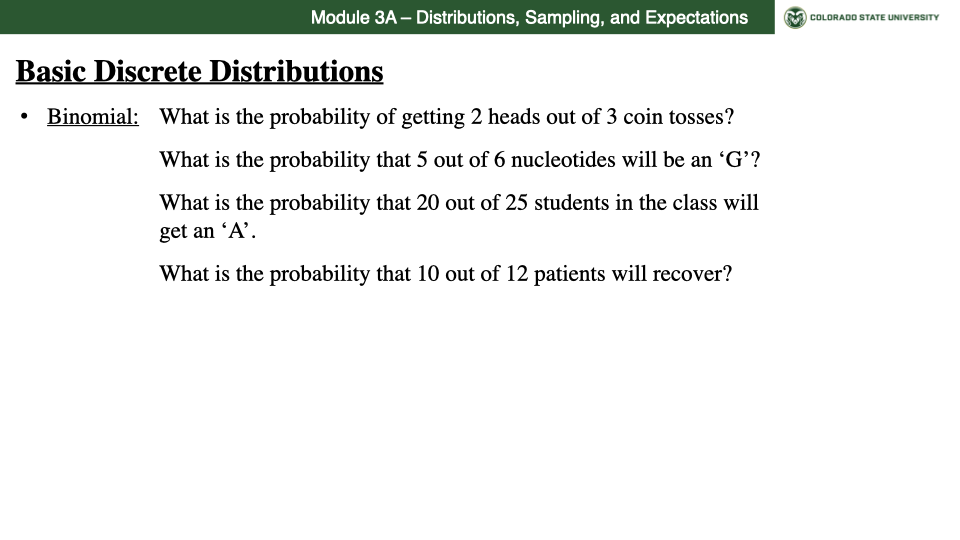 Module 3A – Distributions, Sampling, and Expectations
COLORADO STATE UNIVERSITY
Basic Discrete Distributions
• Binomial: What is the probability of getting 2 heads out of 3 coin tosses?
What is the probability that 5 out of 6 nucleotides will be an ‘G’?
What is the probability that 20 out of 25 students in the class will
get an ‘A’.
What is the probability that 10 out of 12 patients will recover?